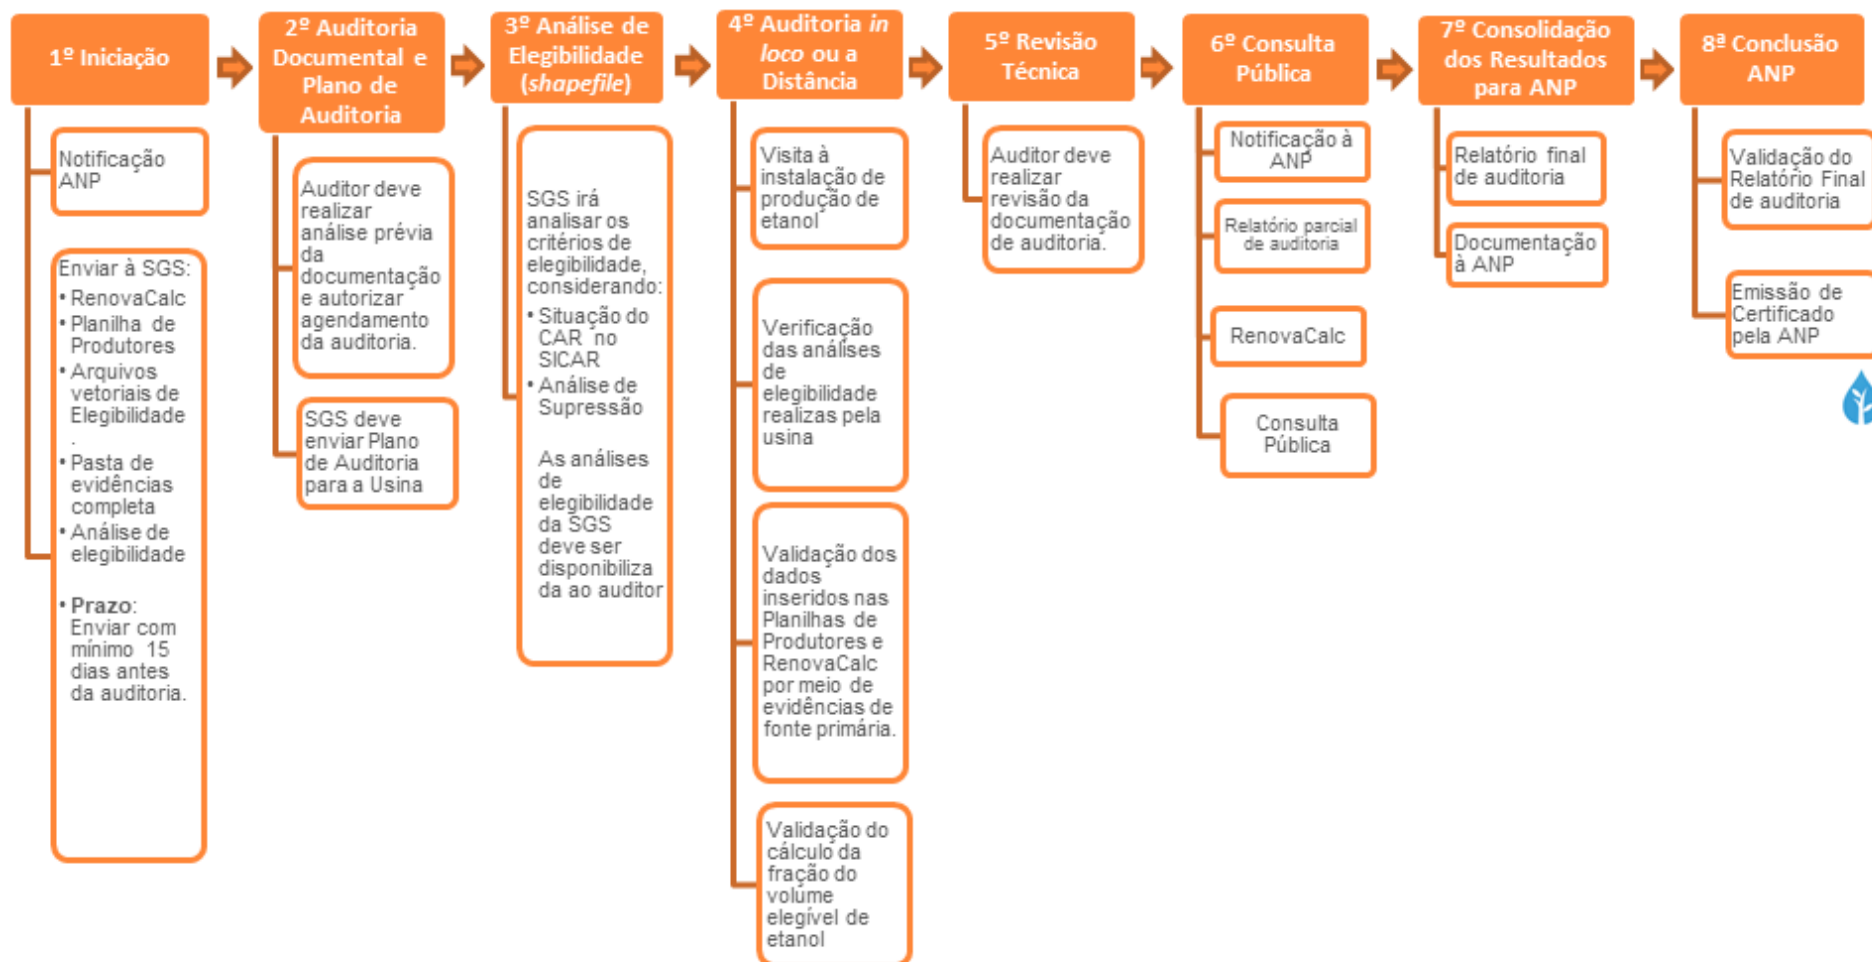 1º Iniciação
Notificação
ANP
Enviar à SGS:
• RenovaCalc
• Planilha de
Produtores
• Arquivos
vetoriais de
Elegibilidade
.
• Pasta de
evidências
completa
• Análise de
elegibilidade
• Prazo:
Enviar com
mínimo 15
dias antes
da auditoria.
2º Auditoria
Documental e
Plano de
Auditoria
Auditor deve
realizar
análise prévia
da
documentação
e autorizar
agendamento
da auditoria.
SGS deve
enviar Plano
de Auditoria
para a Usina
3º Análise de
Elegibilidade
(shapefile)
SGS irá
analisar os
critérios de
elegibilidade,
considerando:
• Situação do
CAR no
SICAR
• Análise de
Supressão
As análises
de
elegibilidade
da SGS
deve ser
disponibiliza
da ao auditor
4º Auditoria in
loco ou a
Distância
Visita à
instalação de
produção de
etanol
Verificação
das análises
de
elegibilidade
realizas pela
usina
Validação dos
dados
inseridos nas
Planilhas de
Produtores e
RenovaCalc
por meio de
evidências de
fonte primária.
Validação do
cálculo da
fração do
volume
elegível de
etanol
5º Revisão
Técnica
Auditor deve
realizar
revisão da
documentação
de auditoria.
6º Consulta
Pública
Notificação à
ANP
Relatório parcial
de auditoria
RenovaCalc
Consulta
Pública
7º Consolidação
dos Resultados
para ANP
Relatório final
de auditoria
Documentação
à ANP
8ª Conclusão
ANP
Validação do
Relatório Final
de auditoria
Emissão de
Certificado
pela ANP